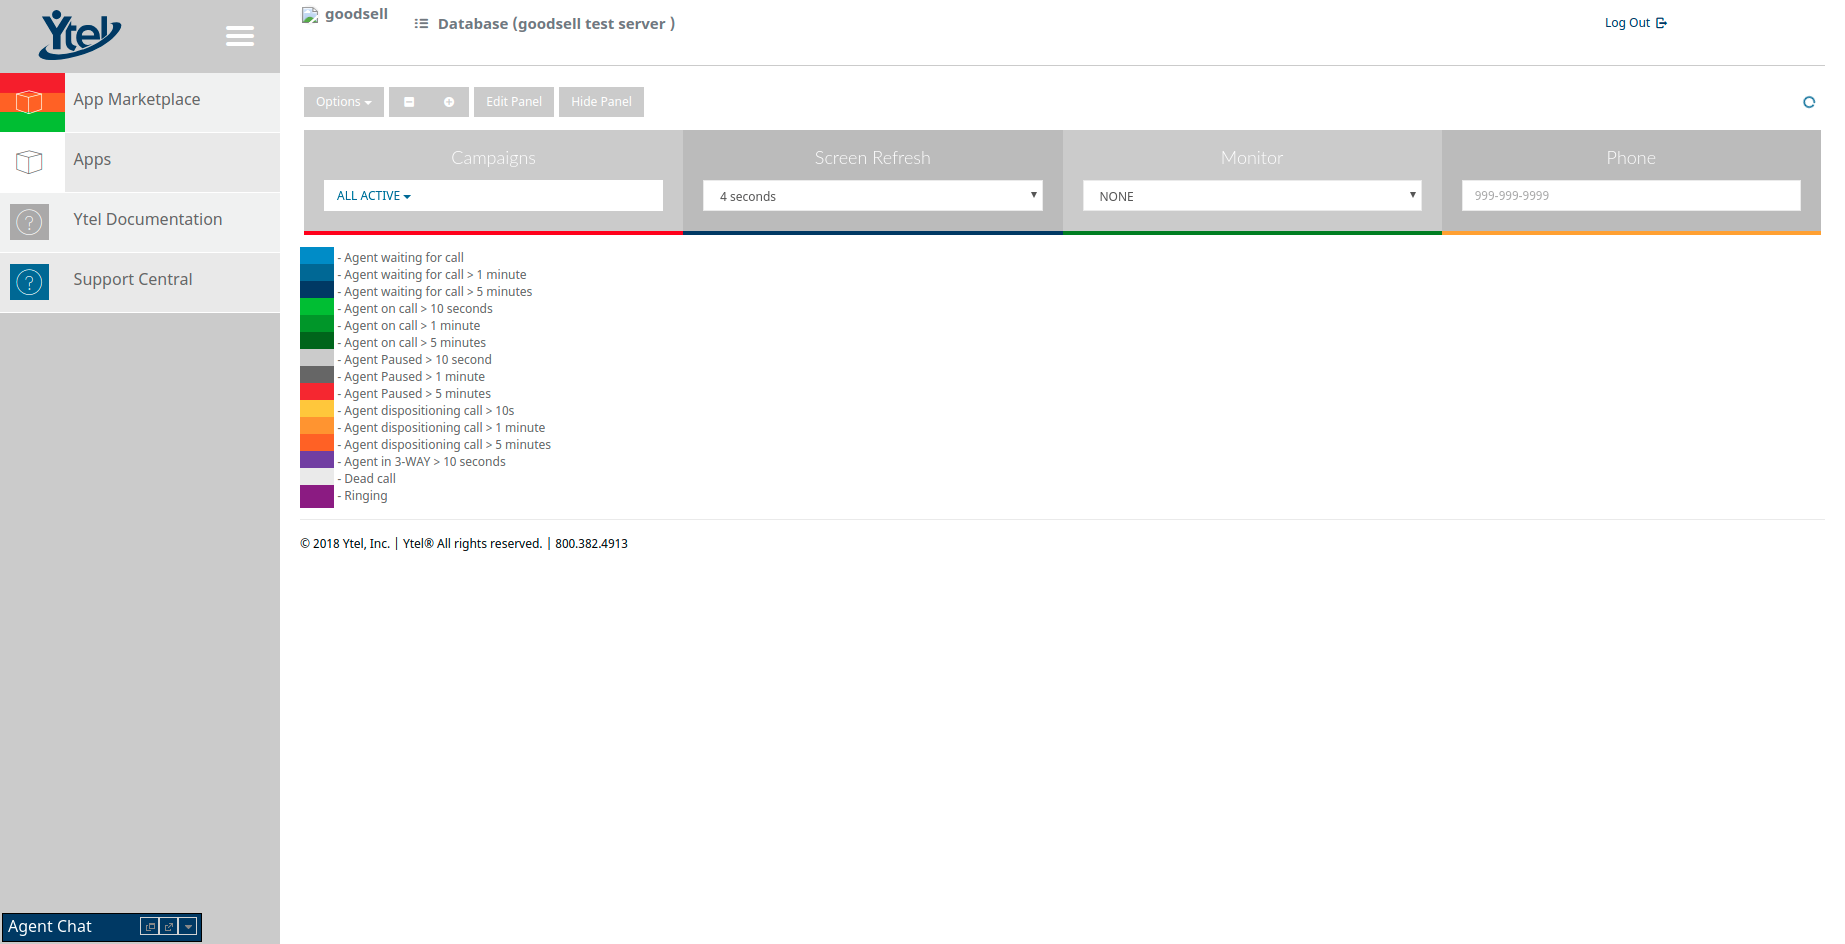 Ytel
goodsell
Database (goodsell test server )
Log Out
App Marketplace
Apps
Ytel Documentation
Support Central
Options
Edit Panel
Hide Panel
Campaigns
Screen Refresh
Monitor
Phone
ALL ACTIVE
4 seconds
NONE
999-999-9999
- Agent waiting for call
- Agent waiting for call > 1 minute
- Agent waiting for call > 5 minutes
- Agent on call > 10 seconds
- Agent on call > 1 minute
- Agent on call > 5 minutes
- Agent Paused > 10 second
- Agent Paused > 1 minute
- Agent Paused > 5 minutes
- Agent dispositioning call > 10s
- Agent dispositioning call > 1 minute
- Agent dispositioning call > 5 minutes
- Agent in 3-WAY > 10 seconds
- Dead call
- Ringing
© 2018 Ytel, Inc. | Ytel® All rights reserved. | 800.382.4913
Agent Chat